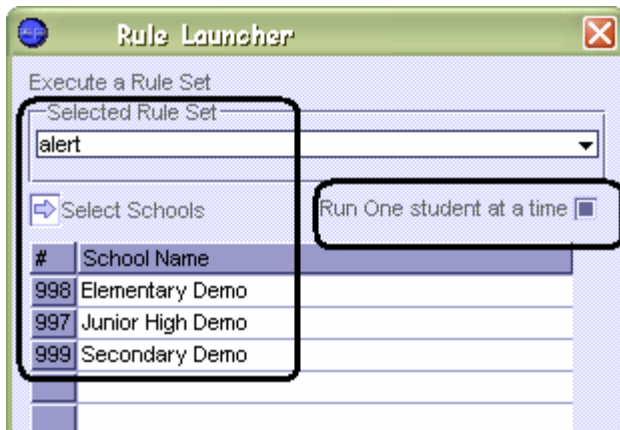 Rule Launcher
Execute a Rule Set
Selected Rule Set
alert
Select Schools Run One student at a time
# School Name
998 Elementary Demo
997 Junior High Demo
999 Secondary Demo